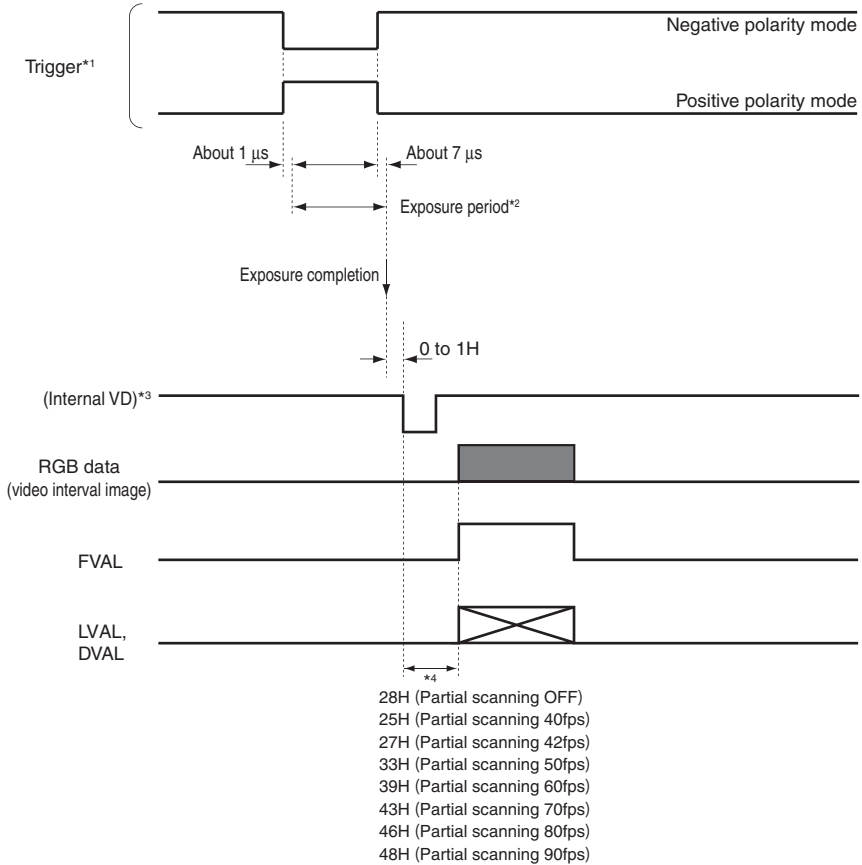 Negative polarity mode
Trigger*1
Positive polarity mode
About 1 µs
About 7 µs
Exposure period*2
Exposure completion
0 to 1H
(Internal VD)*3
RGB data
(video interval image)
FVAL
LVAL,
DVAL
*4
28H (Partial scanning OFF)
25H (Partial scanning 40fps)
27H (Partial scanning 42fps)
33H (Partial scanning 50fps)
39H (Partial scanning 60fps)
43H (Partial scanning 70fps)
46H (Partial scanning 80fps)
48H (Partial scanning 90fps)